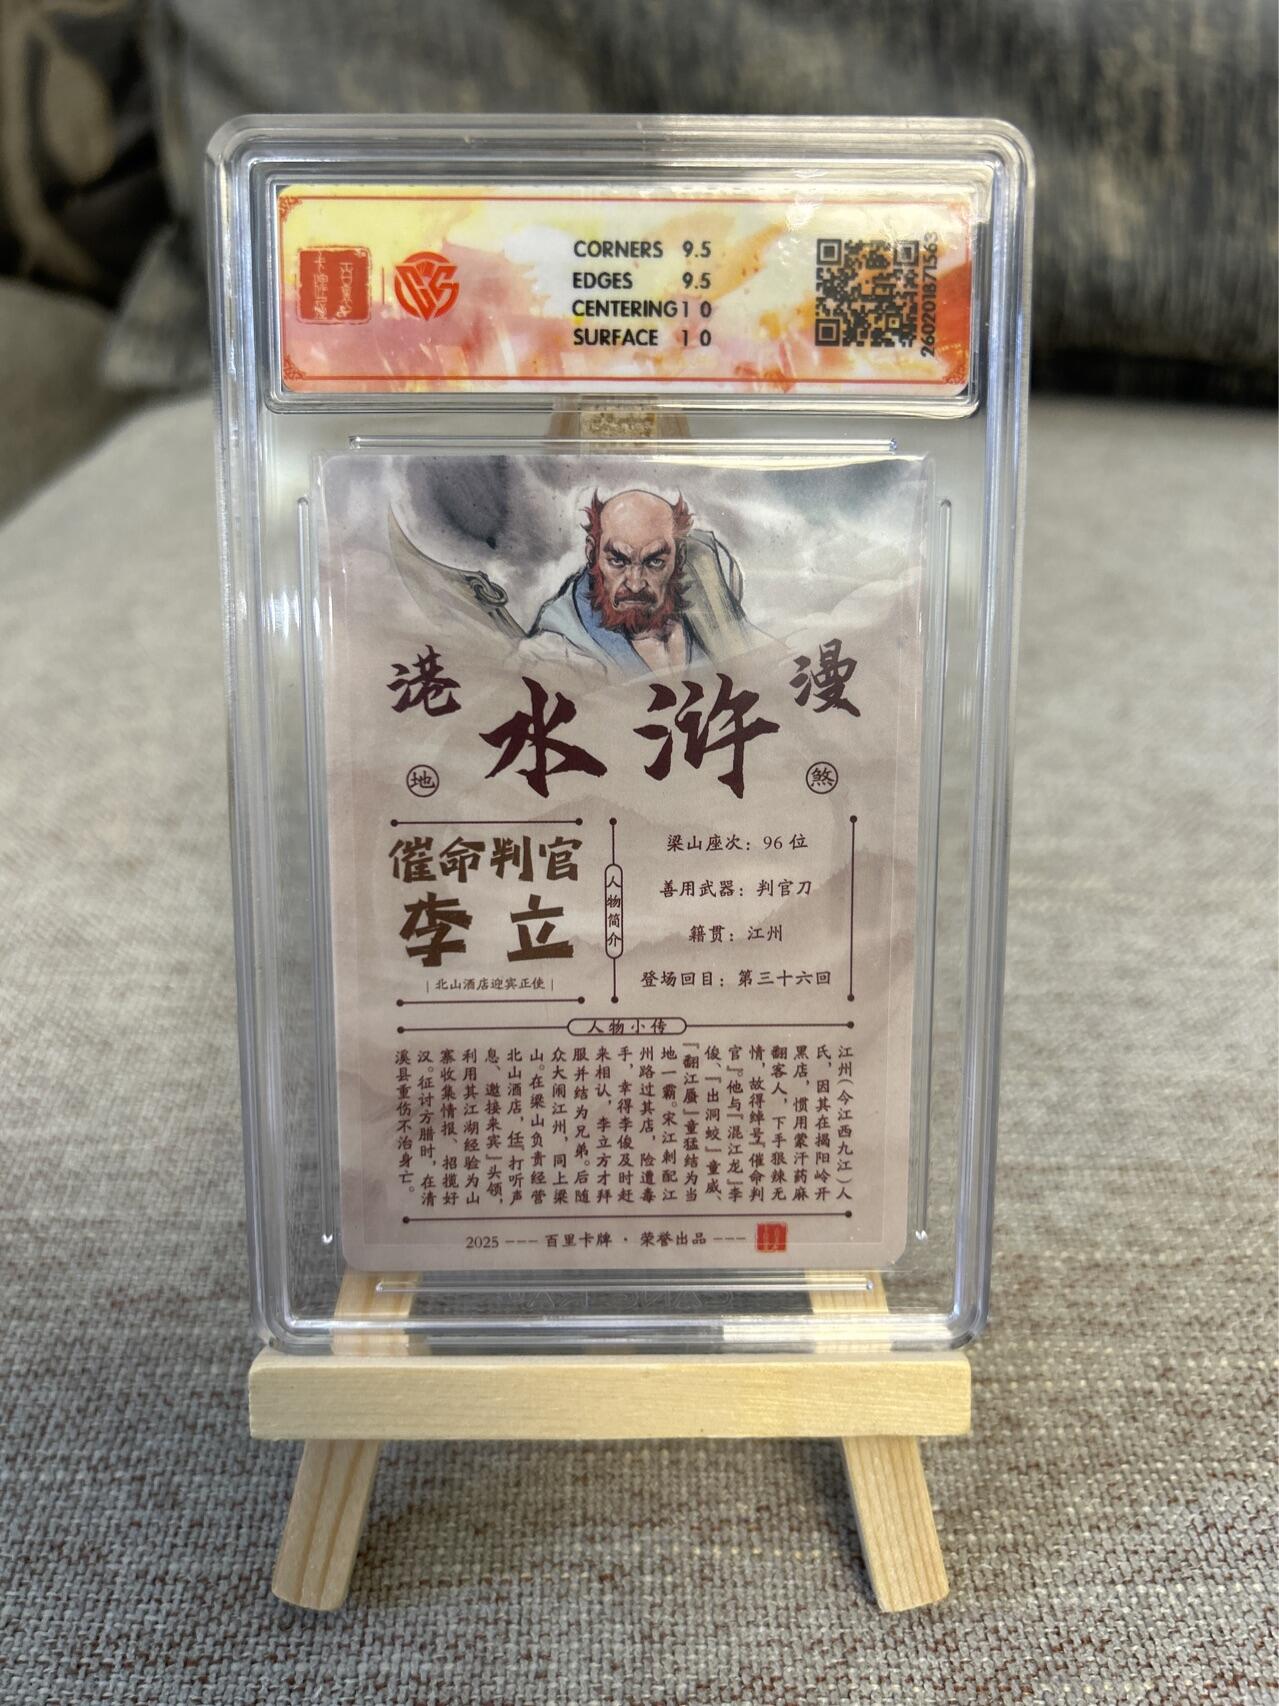 CORNERS 9.5
EDGES 9.5
CENTERING 1 0
SURFACE 1 0
260201871563
港
水浒
漫
地
煞
催命判官
李立
北山酒店迎宾正使
人物简介
梁山座次：96 位
善用武器：判官刀
籍贯：江州
登场回目：第三十六回
人物小传
江州（今江西九江）人
氏，因其在揭阳岭开
黑店，惯用蒙汗药麻
翻客人，下手狠辣无
情，故得绰号『催命判
官』。他与『混江龙』李
俊、『出洞蛟』童威、
『翻江蜃』童猛结为当
地一霸。宋江刺配江
州路过其店，险遭毒
手，幸得李俊及时赶
来相认，李立方才拜
服并结为兄弟。后随
众大闹江州，同上梁
山。在梁山负责经营
北山酒店，任『打听声
息、邀接来宾』头领，
利用其江湖经验为山
寨收集情报、招揽好
汉。征讨方腊时，在清
溪县重伤不治身亡。
2025 --- 百里卡牌 · 荣誉出品 ---